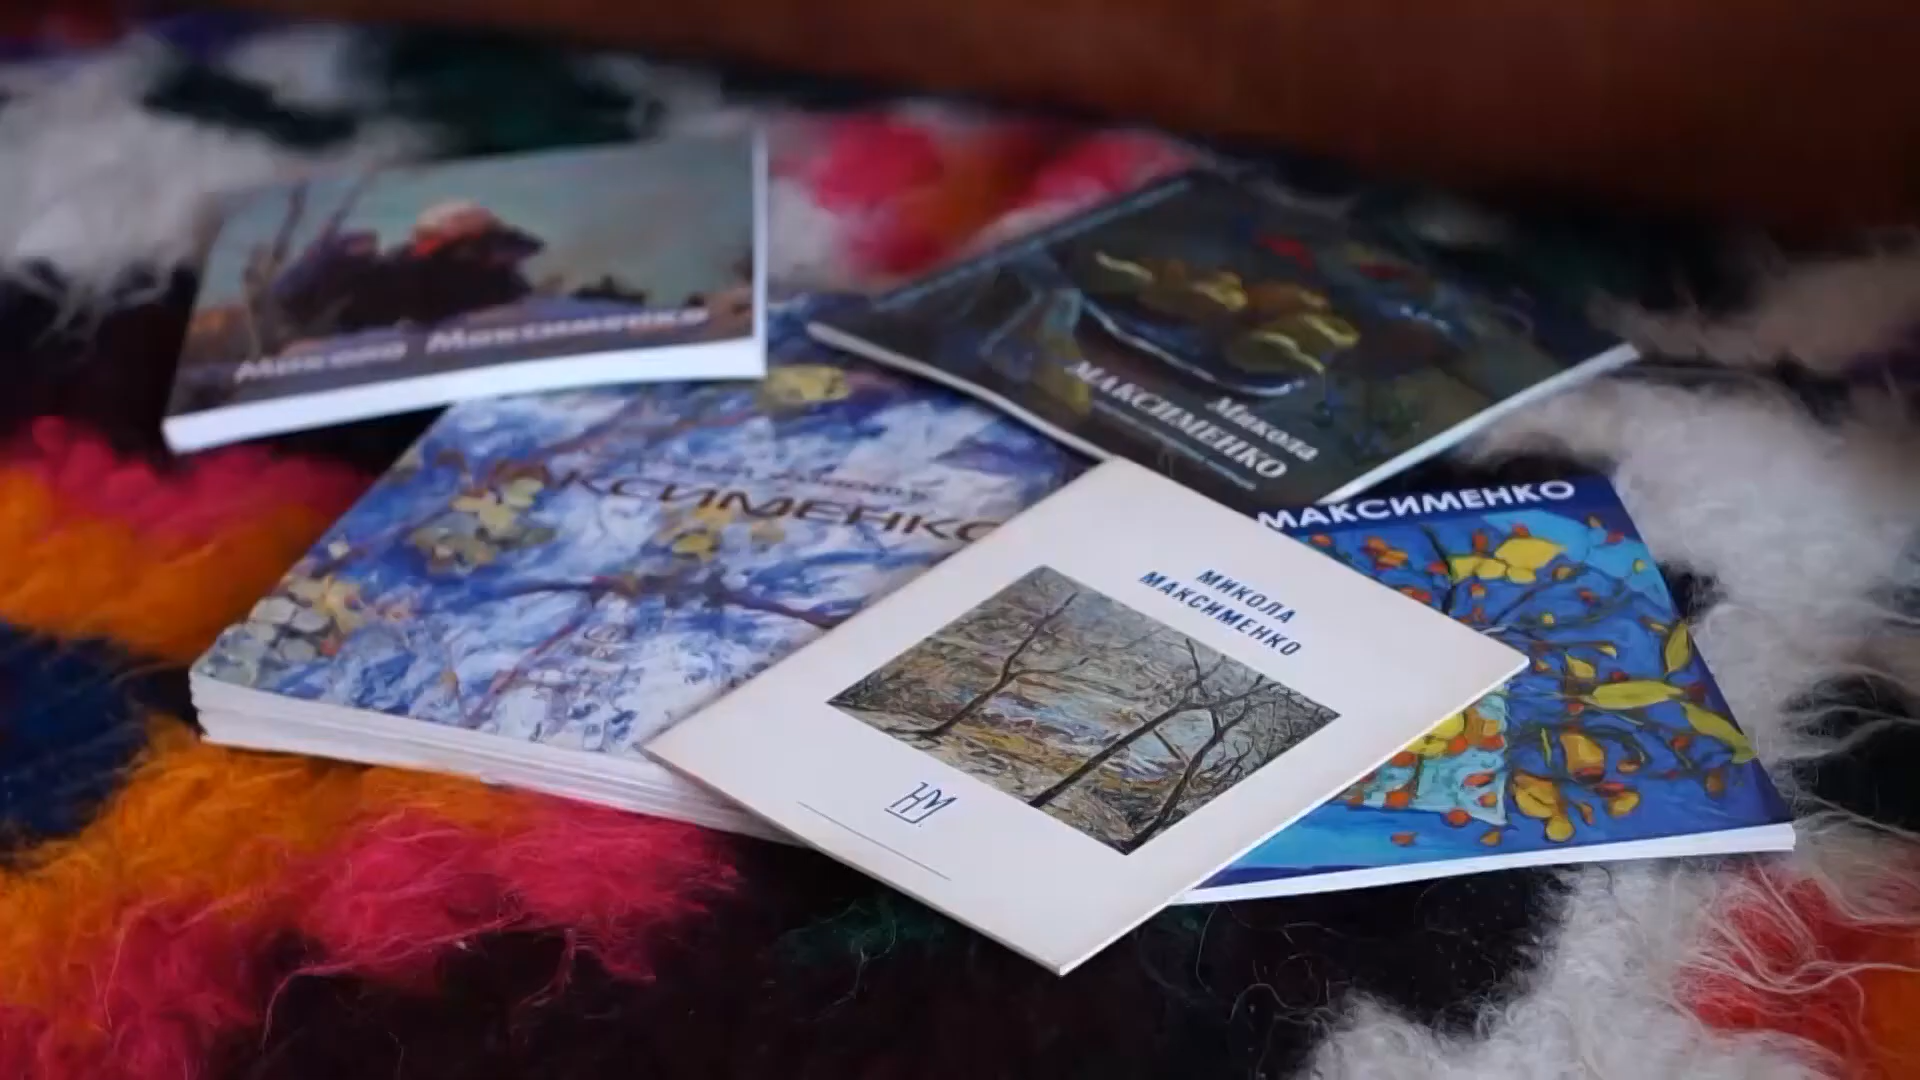 Микола Максименко
Микола
МАКСИМЕНКО
МАКСИМЕНКО
МАКСИМЕНКО
МИКОЛА
МАКСИМЕНКО
НМ